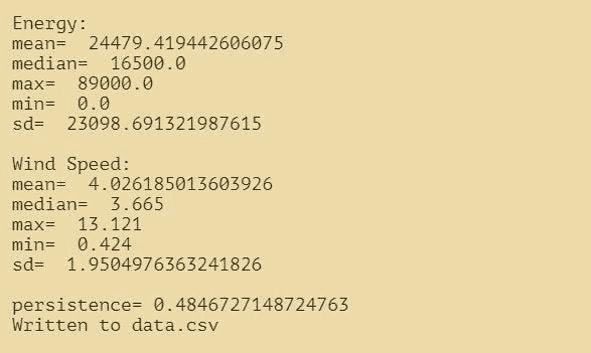 Energy:
mean=  24479.419442606075
median=  16500.0
max=  89000.0
min=  0.0
sd=  23098.691321987615

Wind Speed:
mean=  4.026185013603926
median=  3.665
max=  13.121
min=  0.424
sd=  1.9504976363241826

persistence= 0.4846727148724763
Written to data.csv